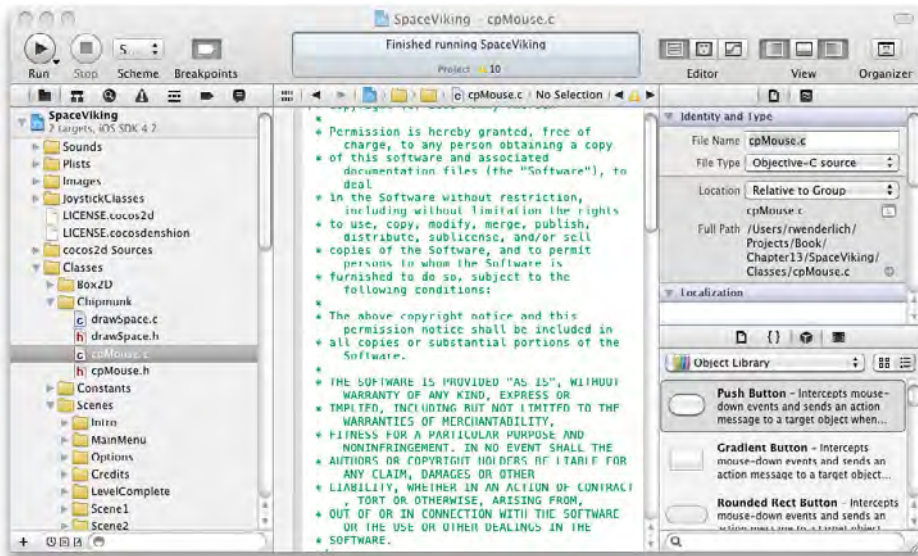 SpaceViking - cpMouse.c
Finished running SpaceViking
Project 10
Run
Stop
S...
Scheme
Breakpoints
Editor
View
Organizer
cpMouse.c
No Selection
SpaceViking
2 targets, iOS SDK 4.2
Sounds
Plists
Images
JoystickClasses
LICENSE.cocos2d
LICENSE.cocosdenshion
cocos2d Sources
Classes
Box2D
Chipmunk
drawSpace.c
drawSpace.h
cpMouse.c
cpMouse.h
Constants
Scenes
Intro
MainMenu
Options
Credits
LevelComplete
Scene1
Scene2
*
* Permission is hereby granted, free of
charge, to any person obtaining a copy
* of this software and associated
documentation files (the "Software"), to
deal
* in the Software without restriction,
including without limitation the rights
* to use, copy, modify, merge, publish,
distribute, sublicense, and/or sell
* copies of the Software, and to permit
persons to whom the Software is
* furnished to do so, subject to the
following conditions:
*
* The above copyright notice and this
permission notice shall be included in
* all copies or substantial portions of the
Software.
*
* THE SOFTWARE IS PROVIDED "AS IS", WITHOUT
WARRANTY OF ANY KIND, EXPRESS OR
* IMPLIED, INCLUDING BUT NOT LIMITED TO THE
WARRANTIES OF MERCHANTABILITY,
* FITNESS FOR A PARTICULAR PURPOSE AND
NONINFRINGEMENT. IN NO EVENT SHALL THE
* AUTHORS OR COPYRIGHT HOLDERS BE LIABLE FOR
ANY CLAIM, DAMAGES OR OTHER
* LIABILITY, WHETHER IN AN ACTION OF CONTRACT
, TORT OR OTHERWISE, ARISING FROM,
* OUT OF OR IN CONNECTION WITH THE SOFTWARE
OR THE USE OR OTHER DEALINGS IN THE
* SOFTWARE.
Identity and Type
File Name cpMouse.c
File Type Objective-C source
Location Relative to Group
cpMouse.c
Full Path /Users/rwenderlich/
Projects/Book/
Chapter13/SpaceViking/
Classes/cpMouse.c
Localization
Object Library
Push Button - Intercepts mouse-
down events and sends an action
message to a target object when...
Gradient Button - Intercepts
mouse-down events and sends an
action message to a target object...
Rounded Rect Button - Intercepts
mouse-down events and sends an
action message to a target object